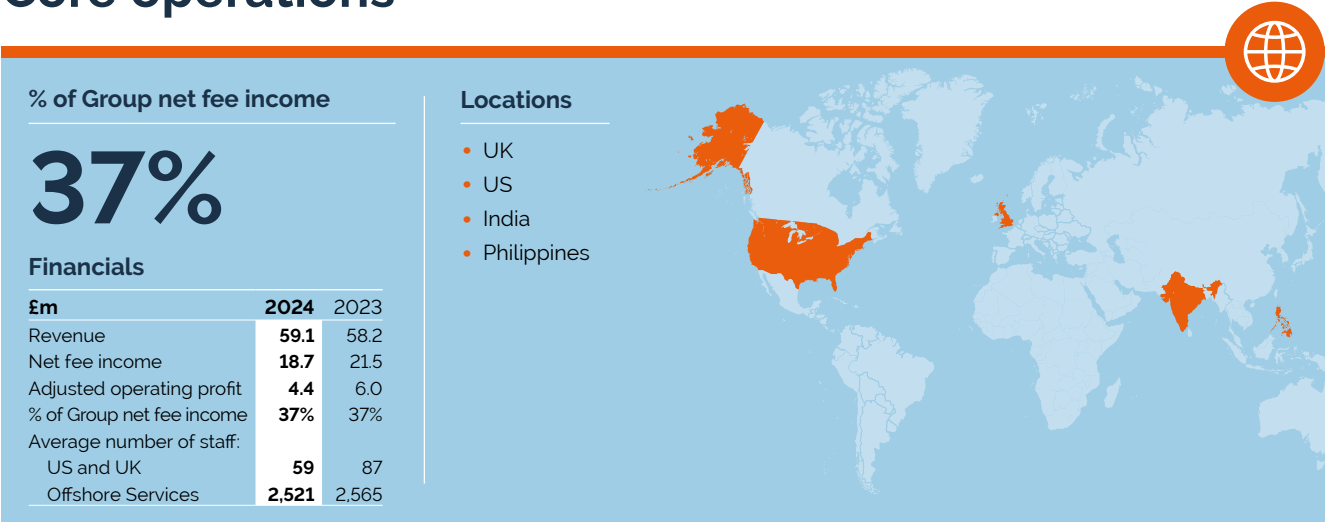 Core operations
% of Group net fee income
37%
Financials
£m 2024 2023
Revenue 59.1 58.2
Net fee income 18.7 21.5
Adjusted operating profit 4.4 6.0
% of Group net fee income 37% 37%
Average number of staff:
US and UK 59 87
Offshore Services 2,521 2,565
Locations
• UK
• US
• India
• Philippines